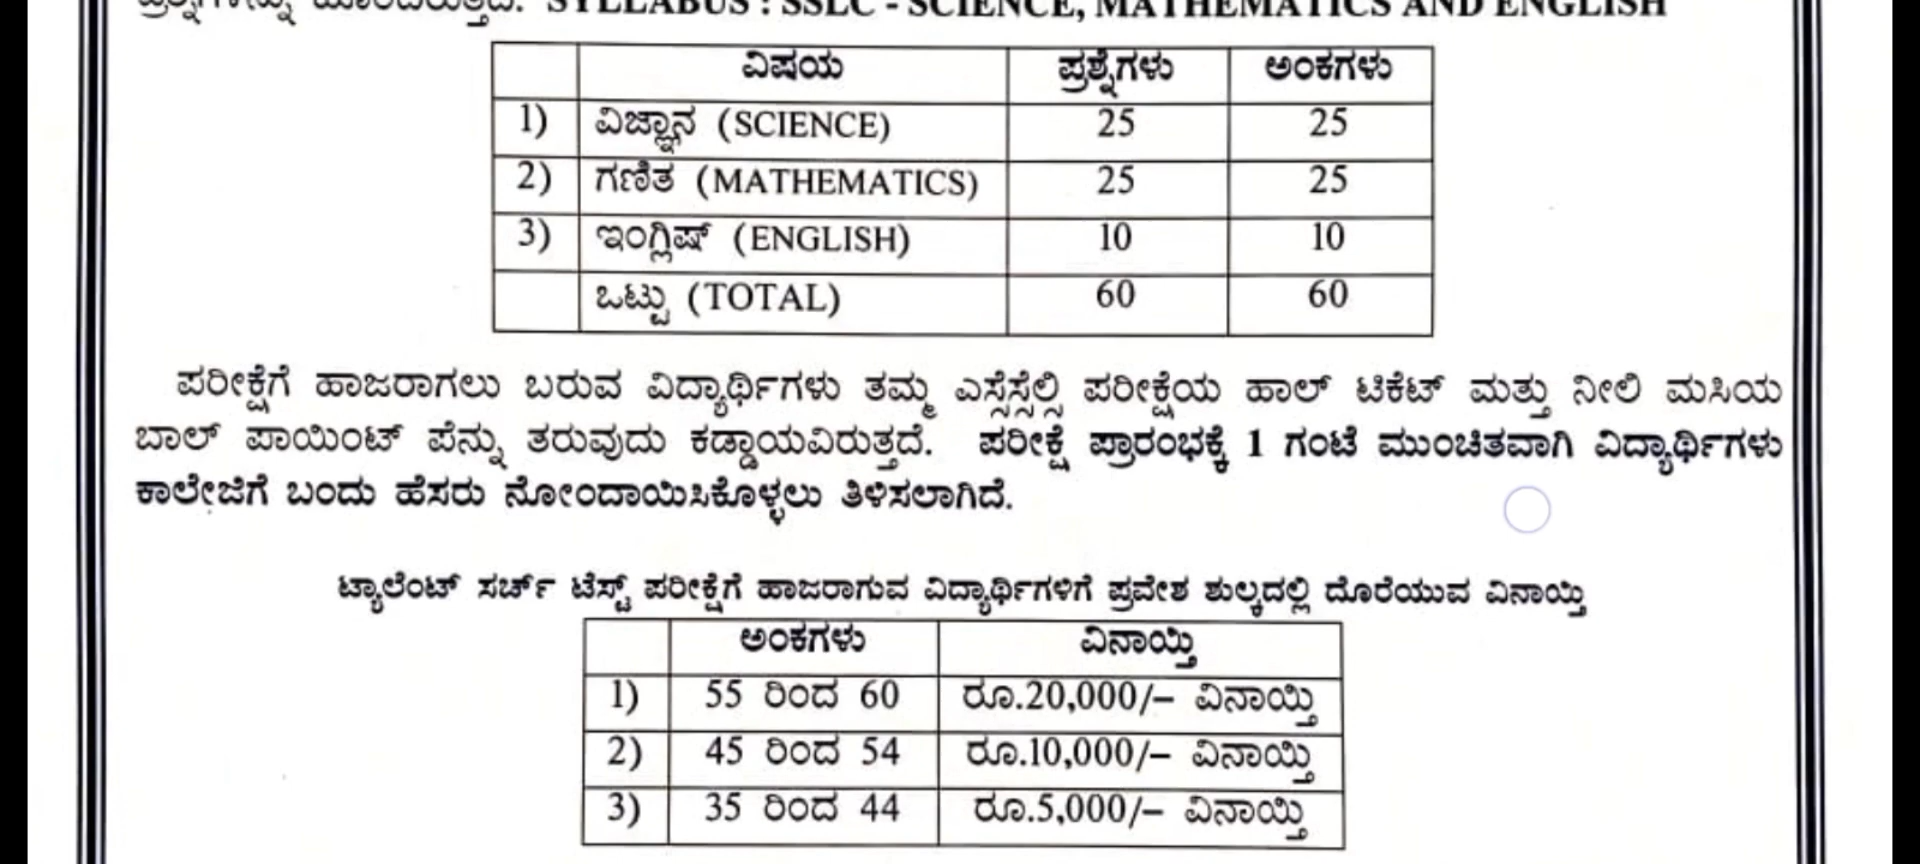 SYLLABUS : SSLC - SCIENCE, MATHEMATICS AND ENGLISH
ವಿಷಯ ಪ್ರಶ್ನೆಗಳು ಅಂಕಗಳು
1) ವಿಜ್ಞಾನ (SCIENCE) 25 25
2) ಗಣಿತ (MATHEMATICS) 25 25
3) ಇಂಗ್ಲಿಷ್ (ENGLISH) 10 10
ಒಟ್ಟು (TOTAL) 60 60
ಪರೀಕ್ಷೆಗೆ ಹಾಜರಾಗಲು ಬರುವ ವಿದ್ಯಾರ್ಥಿಗಳು ತಮ್ಮ ಎಸ್ಸೆಸ್ಸೆಲ್ಸಿ ಪರೀಕ್ಷೆಯ ಹಾಲ್ ಟಿಕೆಟ್ ಮತ್ತು ನೀಲಿ ಮಸಿಯ
ಬಾಲ್ ಪಾಯಿಂಟ್ ಪೆನ್ನು ತರುವುದು ಕಡ್ಡಾಯವಿರುತ್ತದೆ. ಪರೀಕ್ಷೆ ಪ್ರಾರಂಭಕ್ಕೆ 1 ಗಂಟೆ ಮುಂಚಿತವಾಗಿ ವಿದ್ಯಾರ್ಥಿಗಳು
ಕಾಲೇಜಿಗೆ ಬಂದು ಹೆಸರು ನೋಂದಾಯಿಸಿಕೊಳ್ಳಲು ತಿಳಿಸಲಾಗಿದೆ.
ಟ್ಯಾಲೆಂಟ್ ಸರ್ಚ್ ಟೆಸ್ಟ್ ಪರೀಕ್ಷೆಗೆ ಹಾಜರಾಗುವ ವಿದ್ಯಾರ್ಥಿಗಳಿಗೆ ಪ್ರವೇಶ ಶುಲ್ಕದಲ್ಲಿ ದೊರೆಯುವ ವಿನಾಯ್ತಿ
ಅಂಕಗಳು ವಿನಾಯ್ತಿ
1) 55 ರಿಂದ 60 ರೂ.20,000/– ವಿನಾಯ್ತಿ
2) 45 ರಿಂದ 54 ರೂ.10,000/– ವಿನಾಯ್ತಿ
3) 35 ರಿಂದ 44 ರೂ.5,000/– ವಿನಾಯ್ತಿ